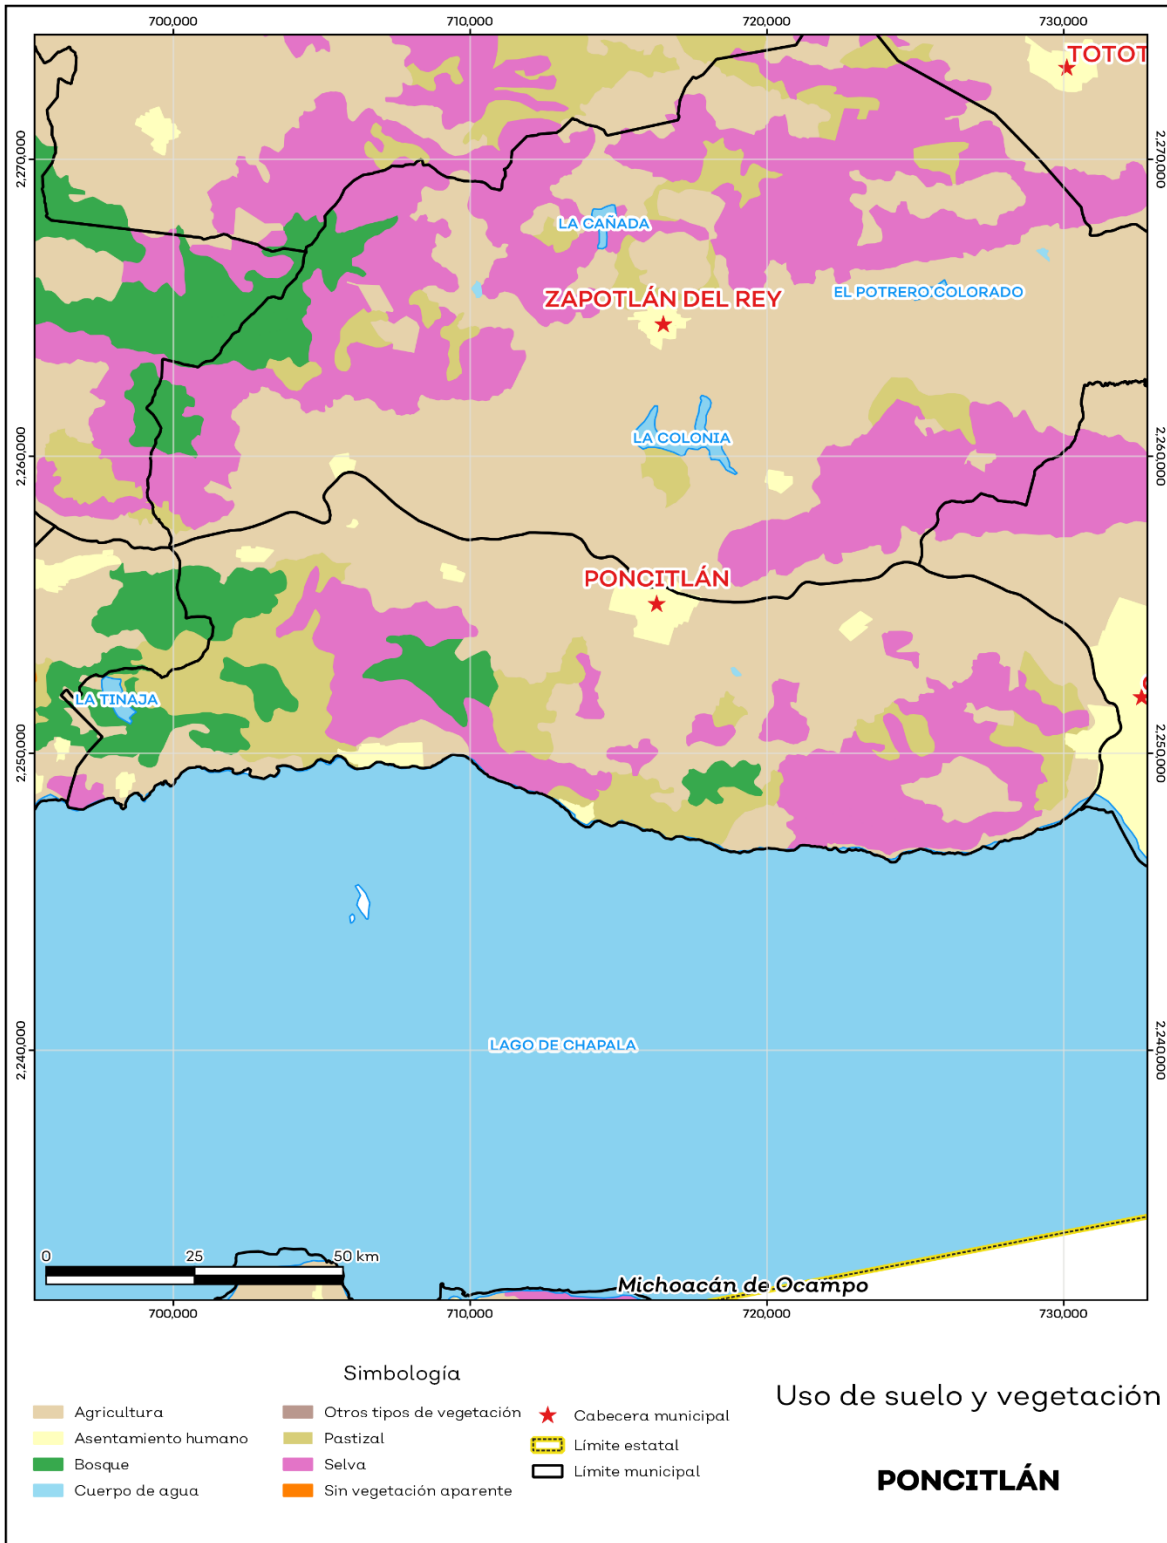 700,000 710,000 720,000 730,000
TOTOT
2,270,000 2,270,000
LA CAÑADA
EL POTRERO COLORADO
ZAPOTLÁN DEL REY
LA COLONIA
2,260,000 2,260,000
PONCITLÁN
LA TINAJA
2,250,000 2,250,000
LAGO DE CHAPALA
2,240,000 2,240,000
0 25 50 km
Michoacán de Ocampo
700,000 710,000 720,000 730,000
Simbología
Agricultura
Asentamiento humano
Bosque
Cuerpo de agua
Otros tipos de vegetación
Pastizal
Selva
Sin vegetación aparente
Cabecera municipal
Límite estatal
Límite municipal
Uso de suelo y vegetación
PONCITLÁN